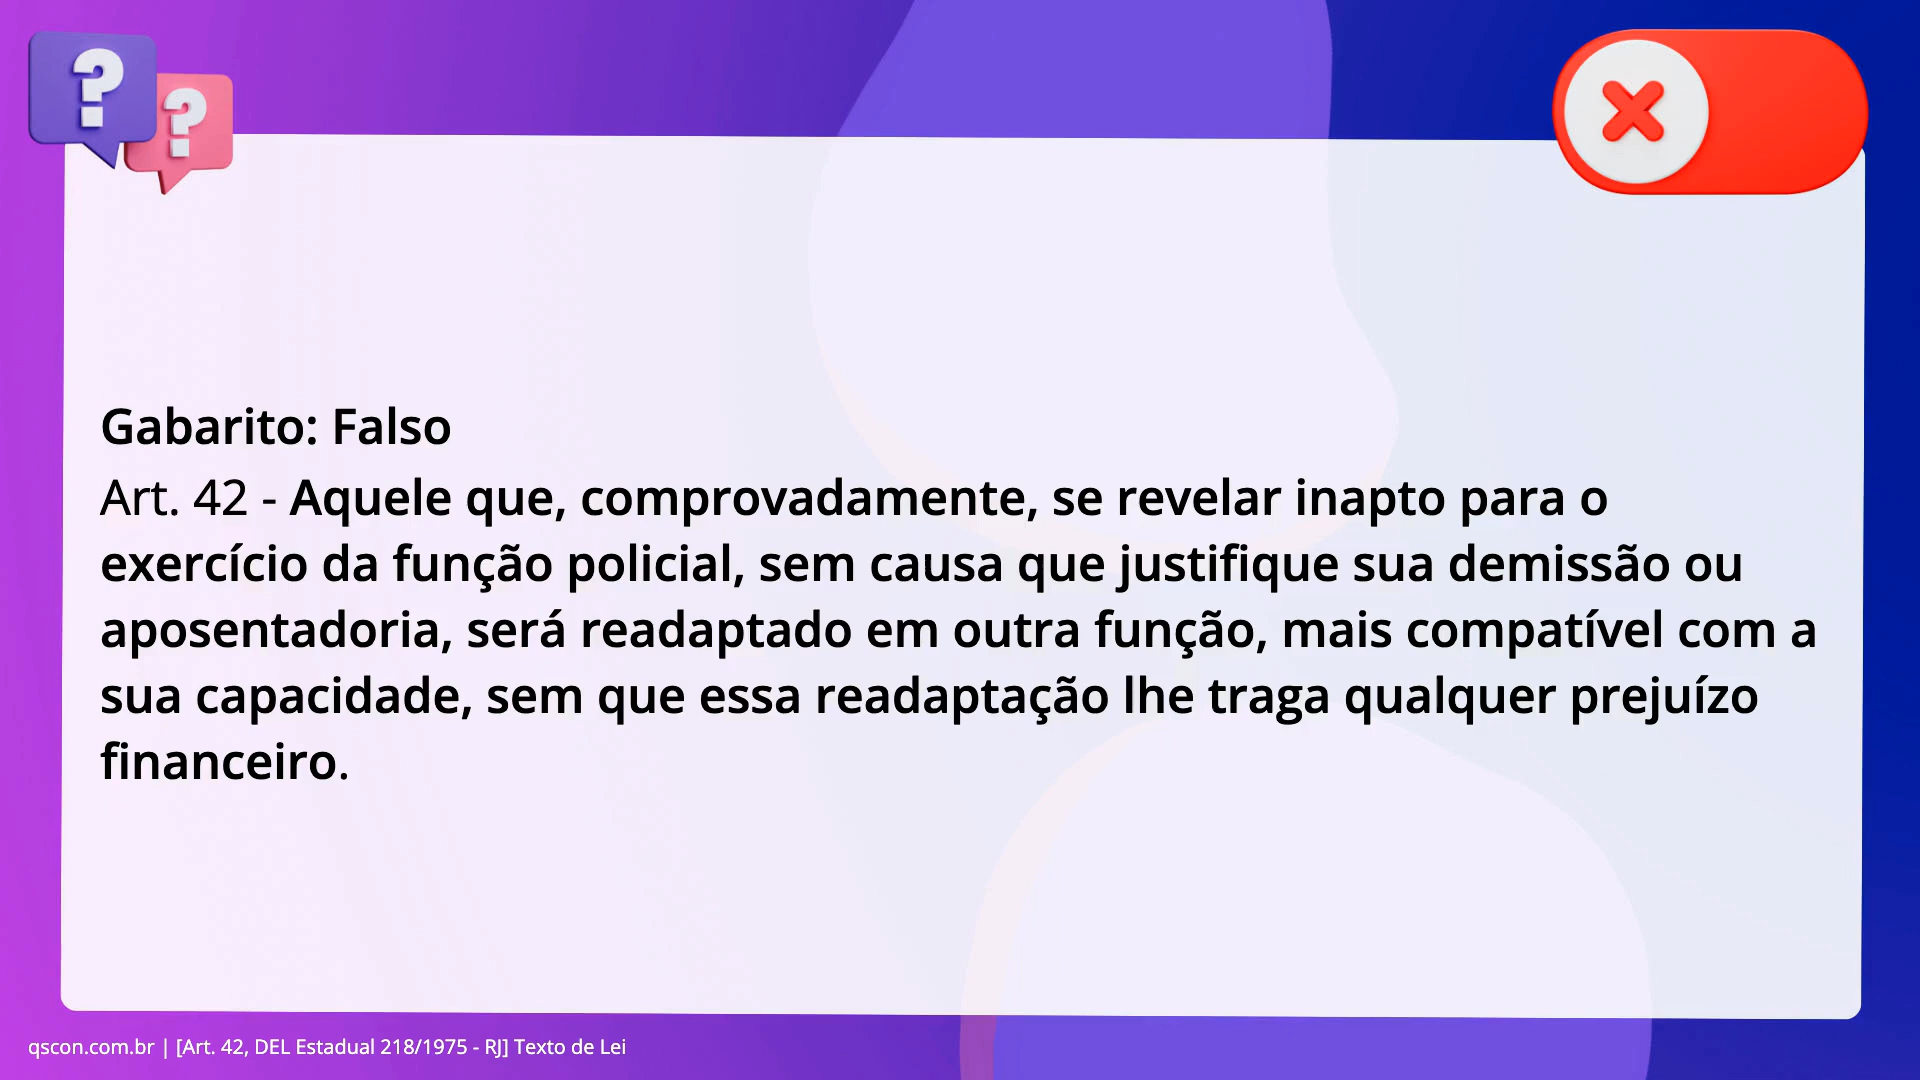 ? ?
Gabarito: Falso
Art. 42 - Aquele que, comprovadamente, se revelar inapto para o
exercício da função policial, sem causa que justifique sua demissão ou
aposentadoria, será readaptado em outra função, mais compatível com a
sua capacidade, sem que essa readaptação lhe traga qualquer prejuízo
financeiro.
qscon.com.br | [Art. 42, DEL Estadual 218/1975 - RJ] Texto de Lei